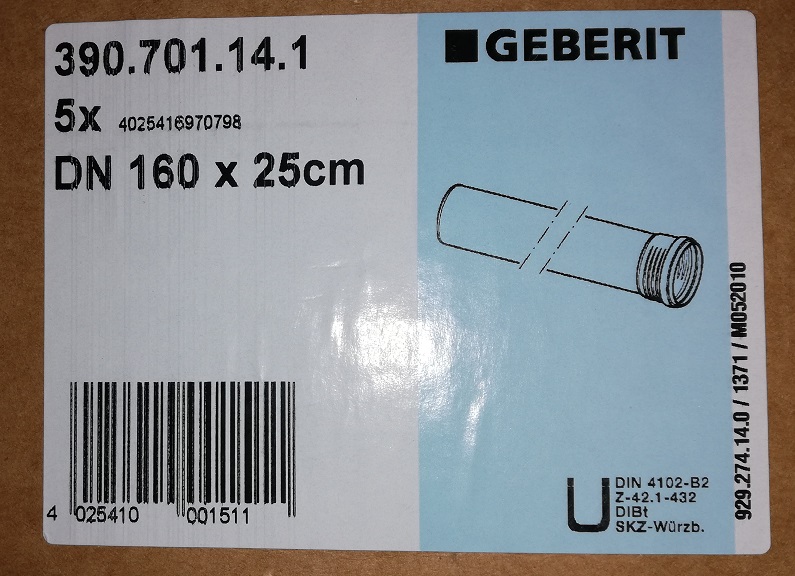 390.701.14.1
5x 4025416970798
DN 160 x 25cm
4 025410 001511
GEBERIT
U DIN 4102-B2
Z-42.1-432
DIBt
SKZ-Würzb.
929.274.14.0 / 1371 / M052010